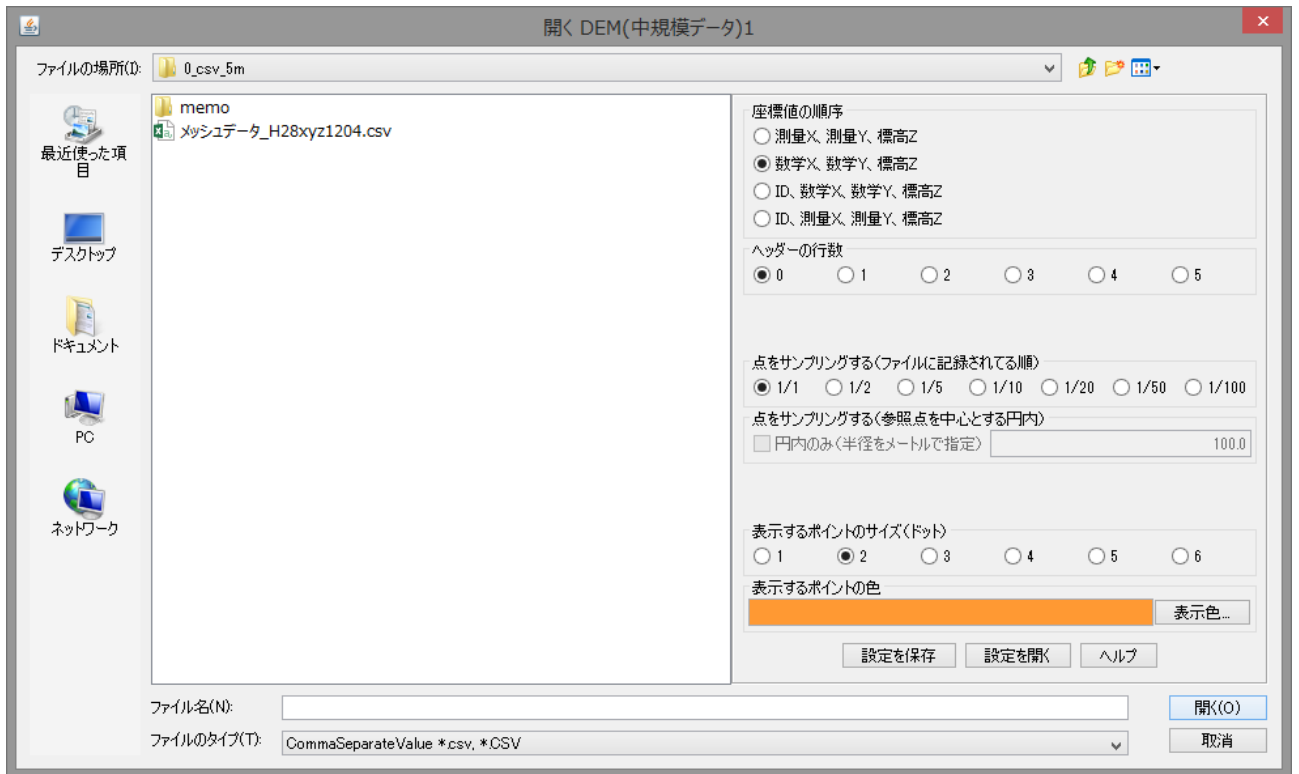 開く DEM(中規模データ)1
ファイルの場所(I):
0_csv_5m
最近使った項目
デスクトップ
ドキュメント
PC
ネットワーク
memo
メッシュデータ_H28xyz1204.csv
座標値の順序
測量X、測量Y、標高Z
数学X、数学Y、標高Z
ID、数学X、数学Y、標高Z
ID、測量X、測量Y、標高Z
ヘッダーの行数
0 1 2 3 4 5
点をサンプリングする(ファイルに記録されてる順)
1/1 1/2 1/5 1/10 1/20 1/50 1/100
点をサンプリングする(参照点を中心とする円内)
円内のみ(半径をメートルで指定) 100.0
表示するポイントのサイズ(ドット)
1 2 3 4 5 6
表示するポイントの色
表示色...
設定を保存 設定を開く ヘルプ
ファイル名(N):
開く(O)
ファイルのタイプ(T): CommaSeparateValue *.csv, *.CSV
取消